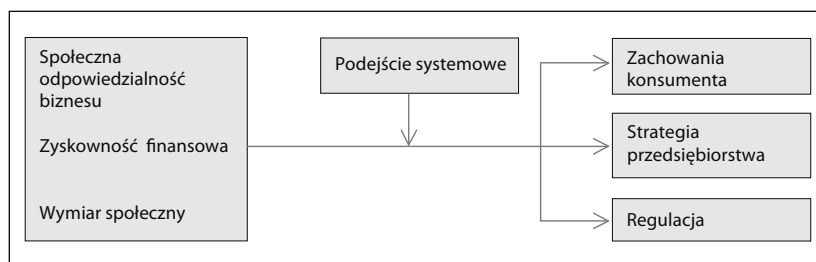 Społeczna
odpowiedzialność
biznesu
Zyskowność finansowa
Wymiar społeczny
Podejście systemowe
Zachowania
konsumenta
Strategia
przedsiębiorstwa
Regulacja